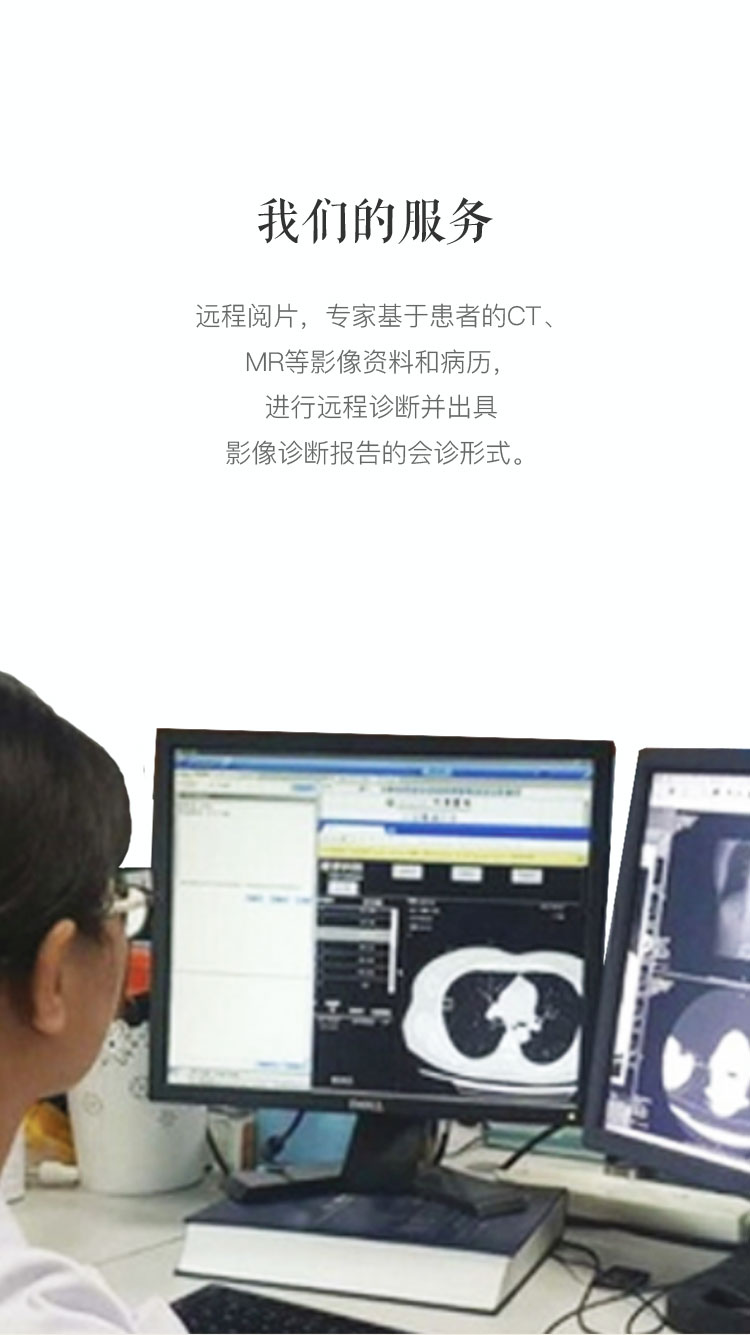 我们的服务
远程阅片，专家基于患者的CT、
MR等影像资料和病历，
进行远程诊断并出具
影像诊断报告的会诊形式。